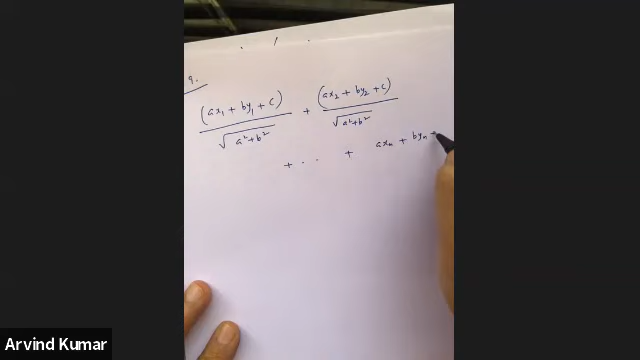 9.
(ax₁ + by₁ + c) / √(a²+b²) + (ax₂ + by₂ + c) / √(a²+b²)
+ . . + axₙ + byₙ +
Arvind Kumar